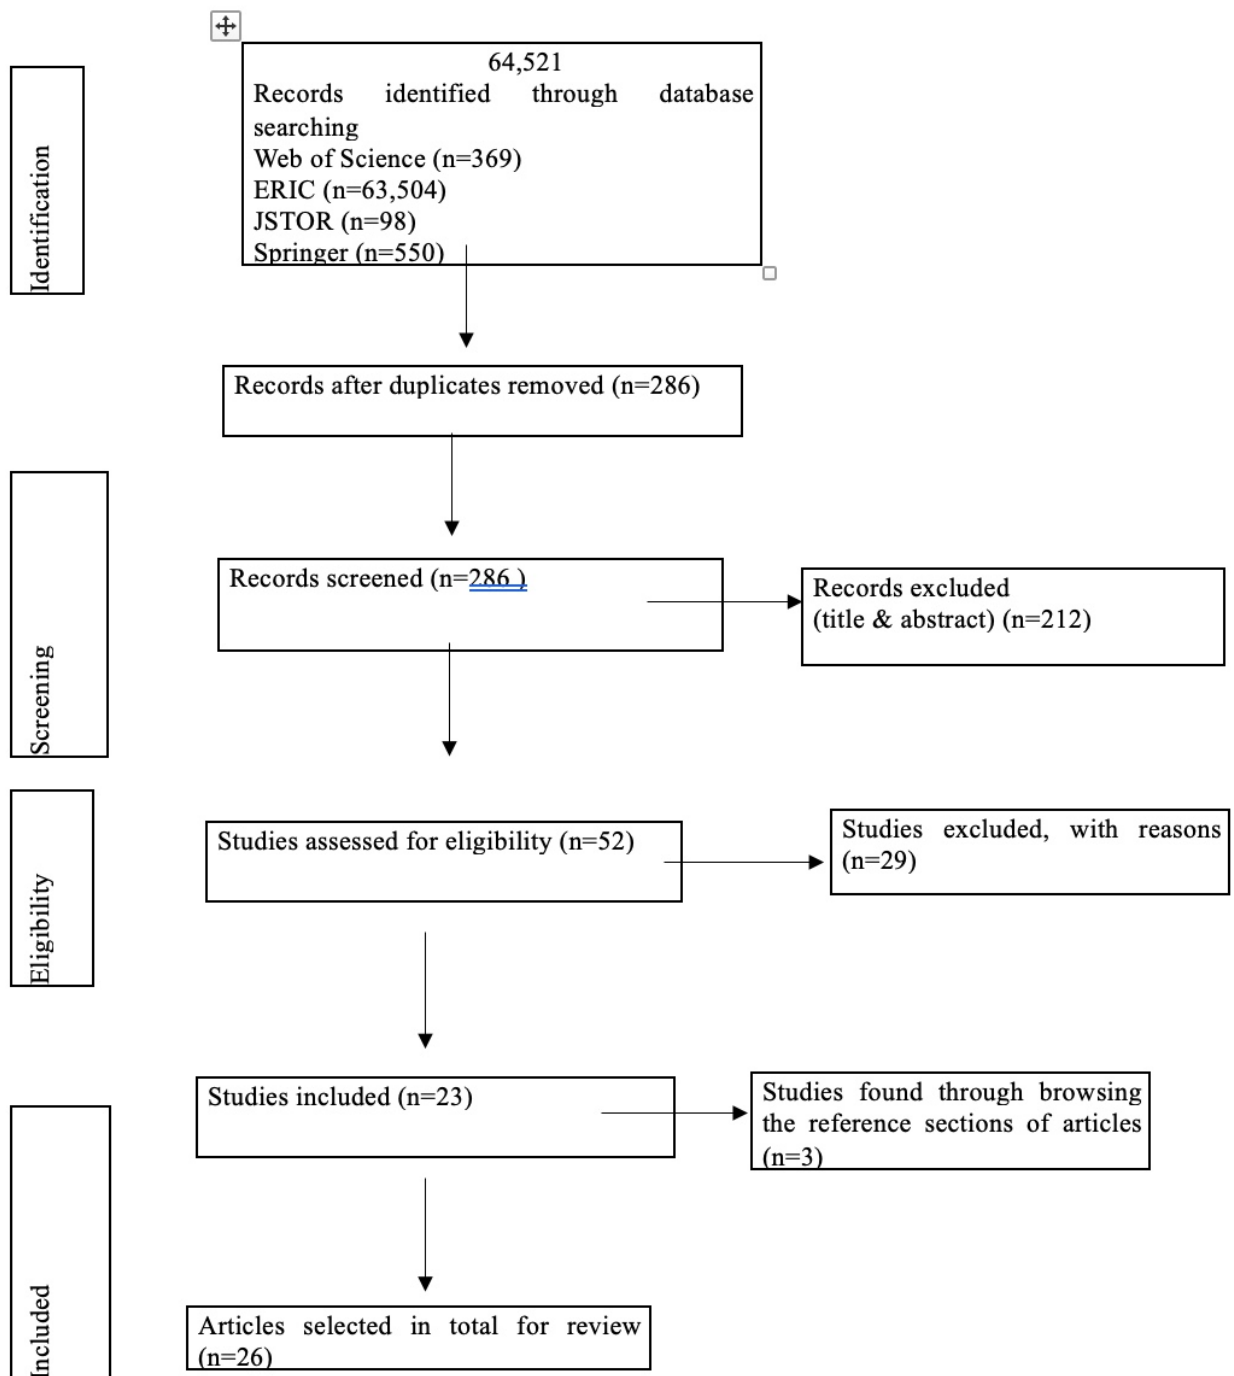 64,521
Records identified through database
searching
Web of Science (n=369)
ERIC (n=63,504)
JSTOR (n=98)
Springer (n=550)
Identification
Records after duplicates removed (n=286)
Records screened (n=286 )
Records excluded
(title & abstract) (n=212)
Screening
Studies assessed for eligibility (n=52)
Studies excluded, with reasons
(n=29)
Eligibility
Studies included (n=23)
Studies found through browsing
the reference sections of articles
(n=3)
Included
Articles selected in total for review
(n=26)